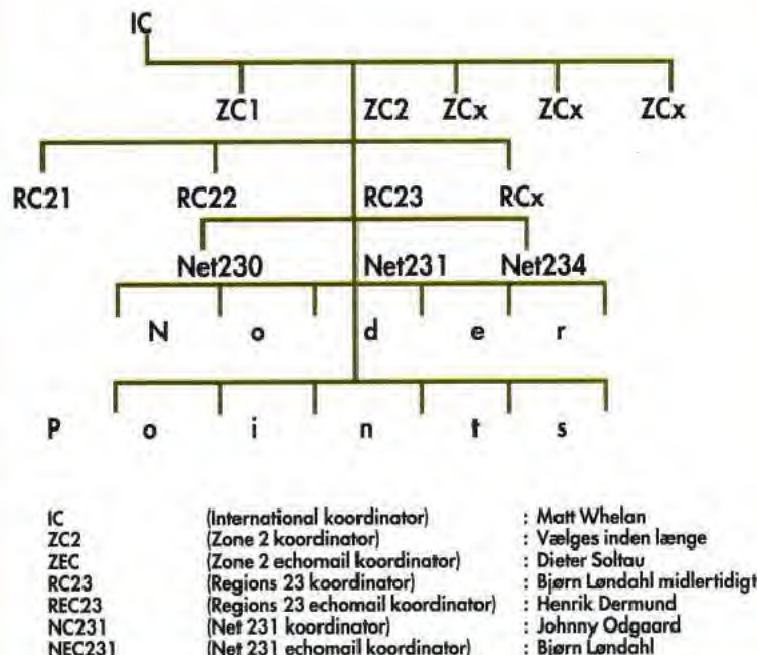 IC
ZC1 ZC2 ZCx ZCx ZCx
RC21 RC22 RC23 RCx
Net230 Net231 Net234
N o d e r
P o i n t s
IC (International koordinator) : Matt Whelan
ZC2 (Zone 2 koordinator) : Vælges inden længe
ZEC (Zone 2 echomail koordinator) : Dieter Soltau
RC23 (Regions 23 koordinator) : Bjørn Løndahl midlertidigt
REC23 (Regions 23 echomail koordinator) : Henrik Dermund
NC231 (Net 231 koordinator) : Johnny Odgaard
NEC231 (Net 231 echomail koordinator) : Bjørn Løndahl